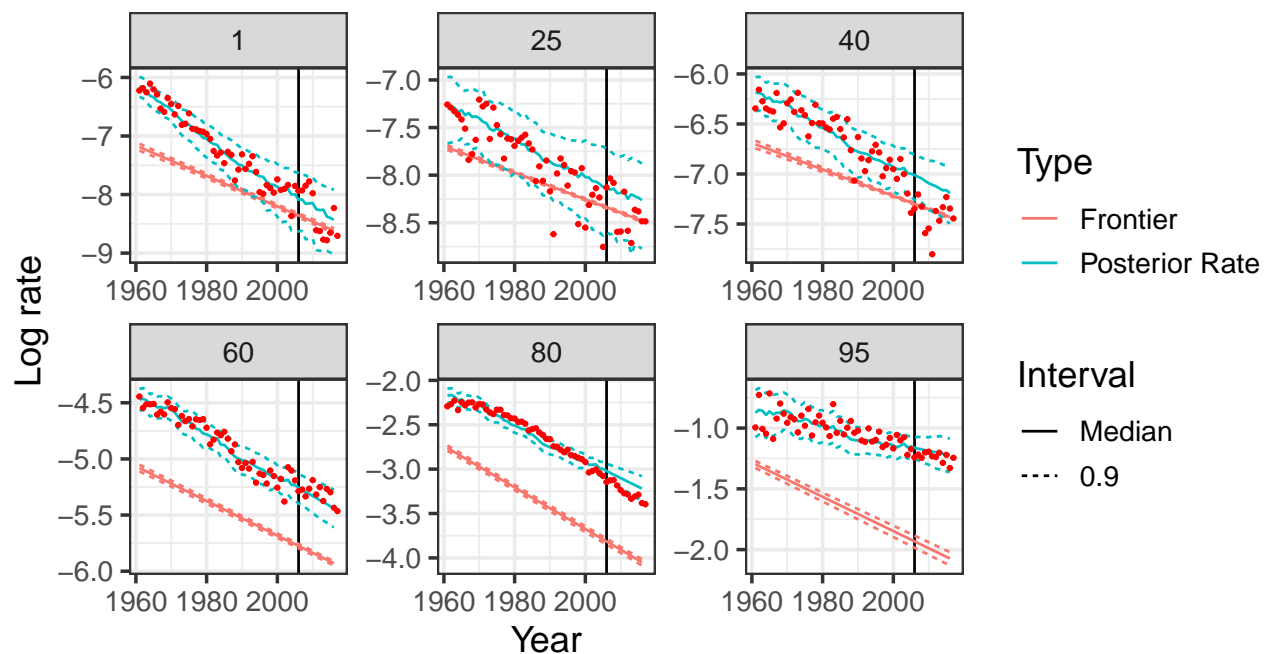 1
25
40
−6
−7
−8
−9
−7.0
−7.5
−8.0
−8.5
−6.0
−6.5
−7.0
−7.5
1960 1980 2000
1960 1980 2000
1960 1980 2000
60
80
95
−4.5
−5.0
−5.5
−6.0
−2.0
−2.5
−3.0
−3.5
−4.0
−1.0
−1.5
−2.0
1960 1980 2000
1960 1980 2000
1960 1980 2000
Log rate
Year
Type
Frontier
Posterior Rate
Interval
Median
0.9